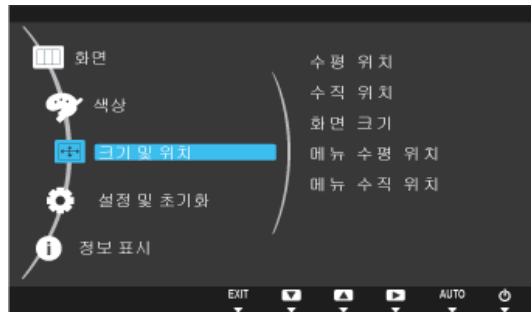 화면
색상
크기 및 위치
설정 및 초기화
정보 표시
수평 위치
수직 위치
화면 크기
메뉴 수평 위치
메뉴 수직 위치
EXIT
AUTO